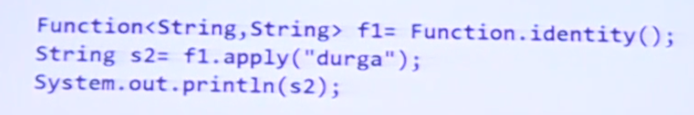 Function<String,String> f1= Function.identity();
String s2= f1.apply("durga");
System.out.println(s2);